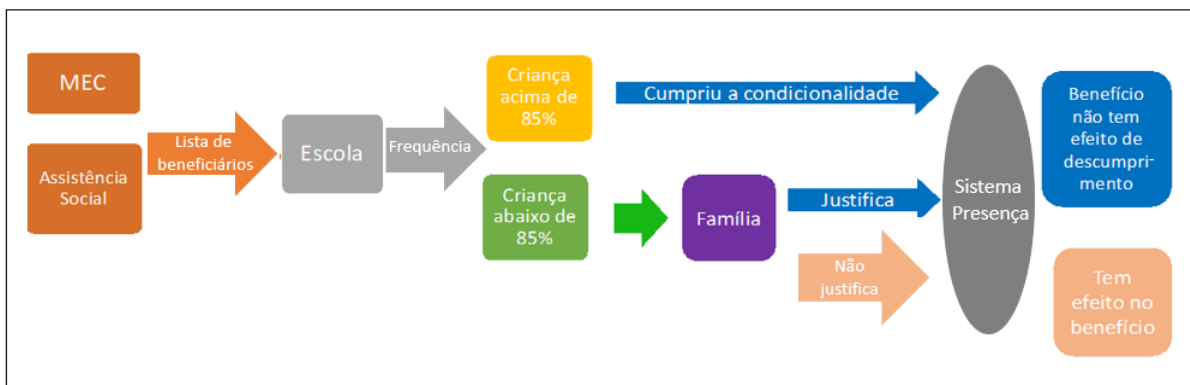 MEC
Assistência
Social
Lista de
beneficiários
Escola
Frequência
Criança
acima de
85%
Criança
abaixo de
85%
Cumpriu a condicionalidade
Família
Justifica
Não
justifica
Sistema
Presença
Benefício
não tem
efeito de
descumpri-
mento
Tem
efeito no
benefício